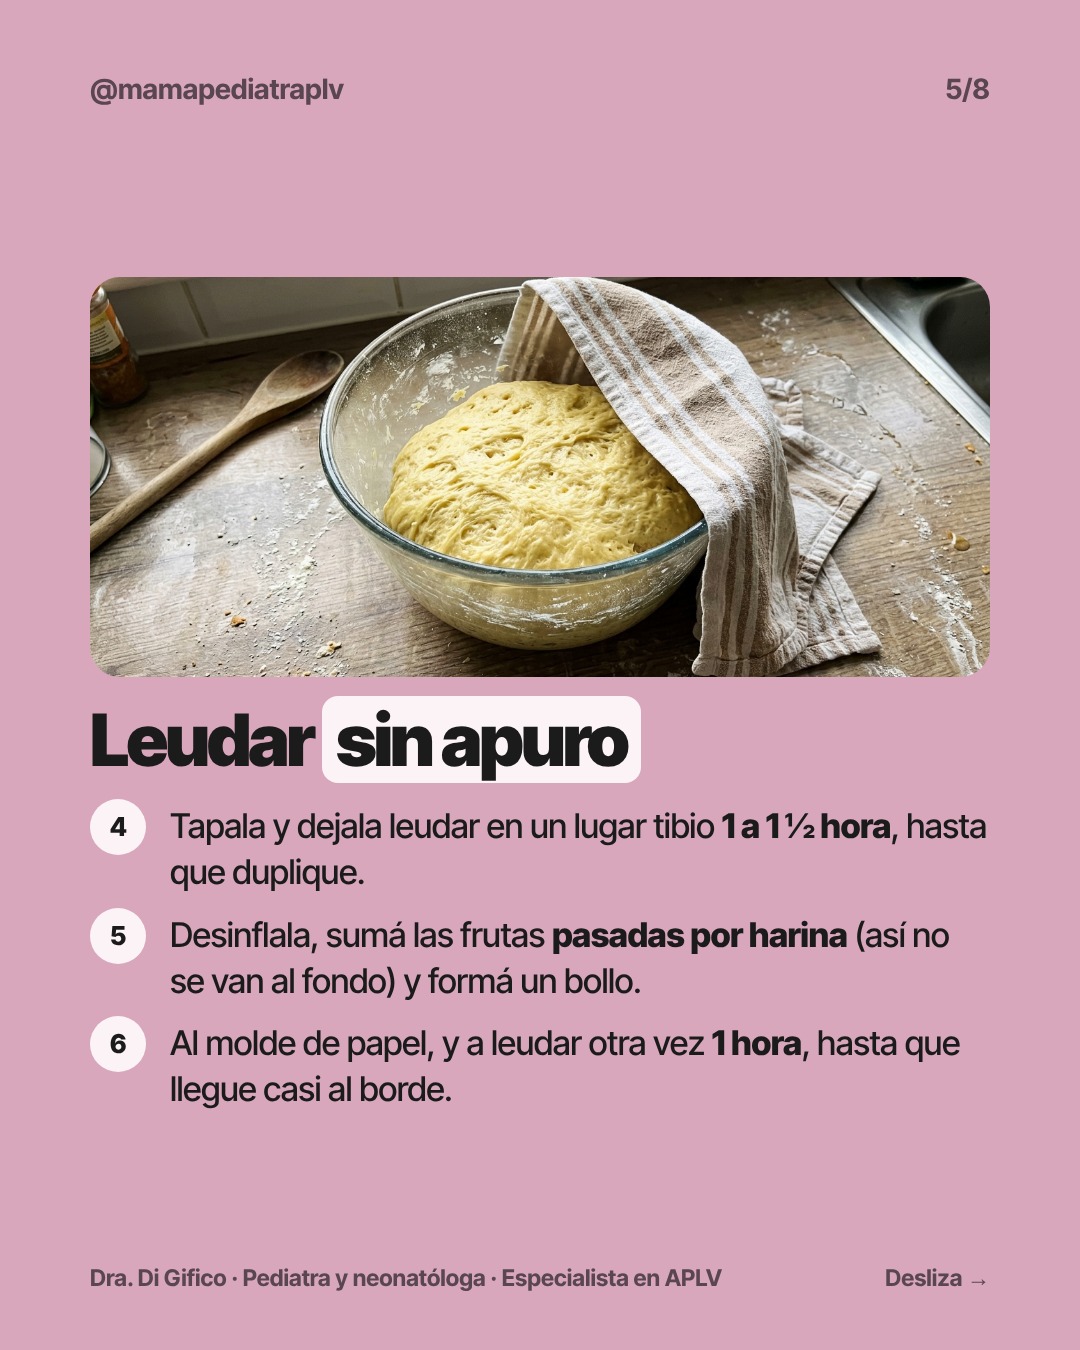 @mamapediatraplv
5/8
Leudar sin apuro
4 Tapala y dejala leudar en un lugar tibio 1 a 1 ½ hora, hasta
que duplique.
5 Desinflala, sumá las frutas pasadas por harina (así no
se van al fondo) y formá un bollo.
6 Al molde de papel, y a leudar otra vez 1 hora, hasta que
llegue casi al borde.
Dra. Di Gifico · Pediatra y neonatóloga · Especialista en APLV
Desliza →